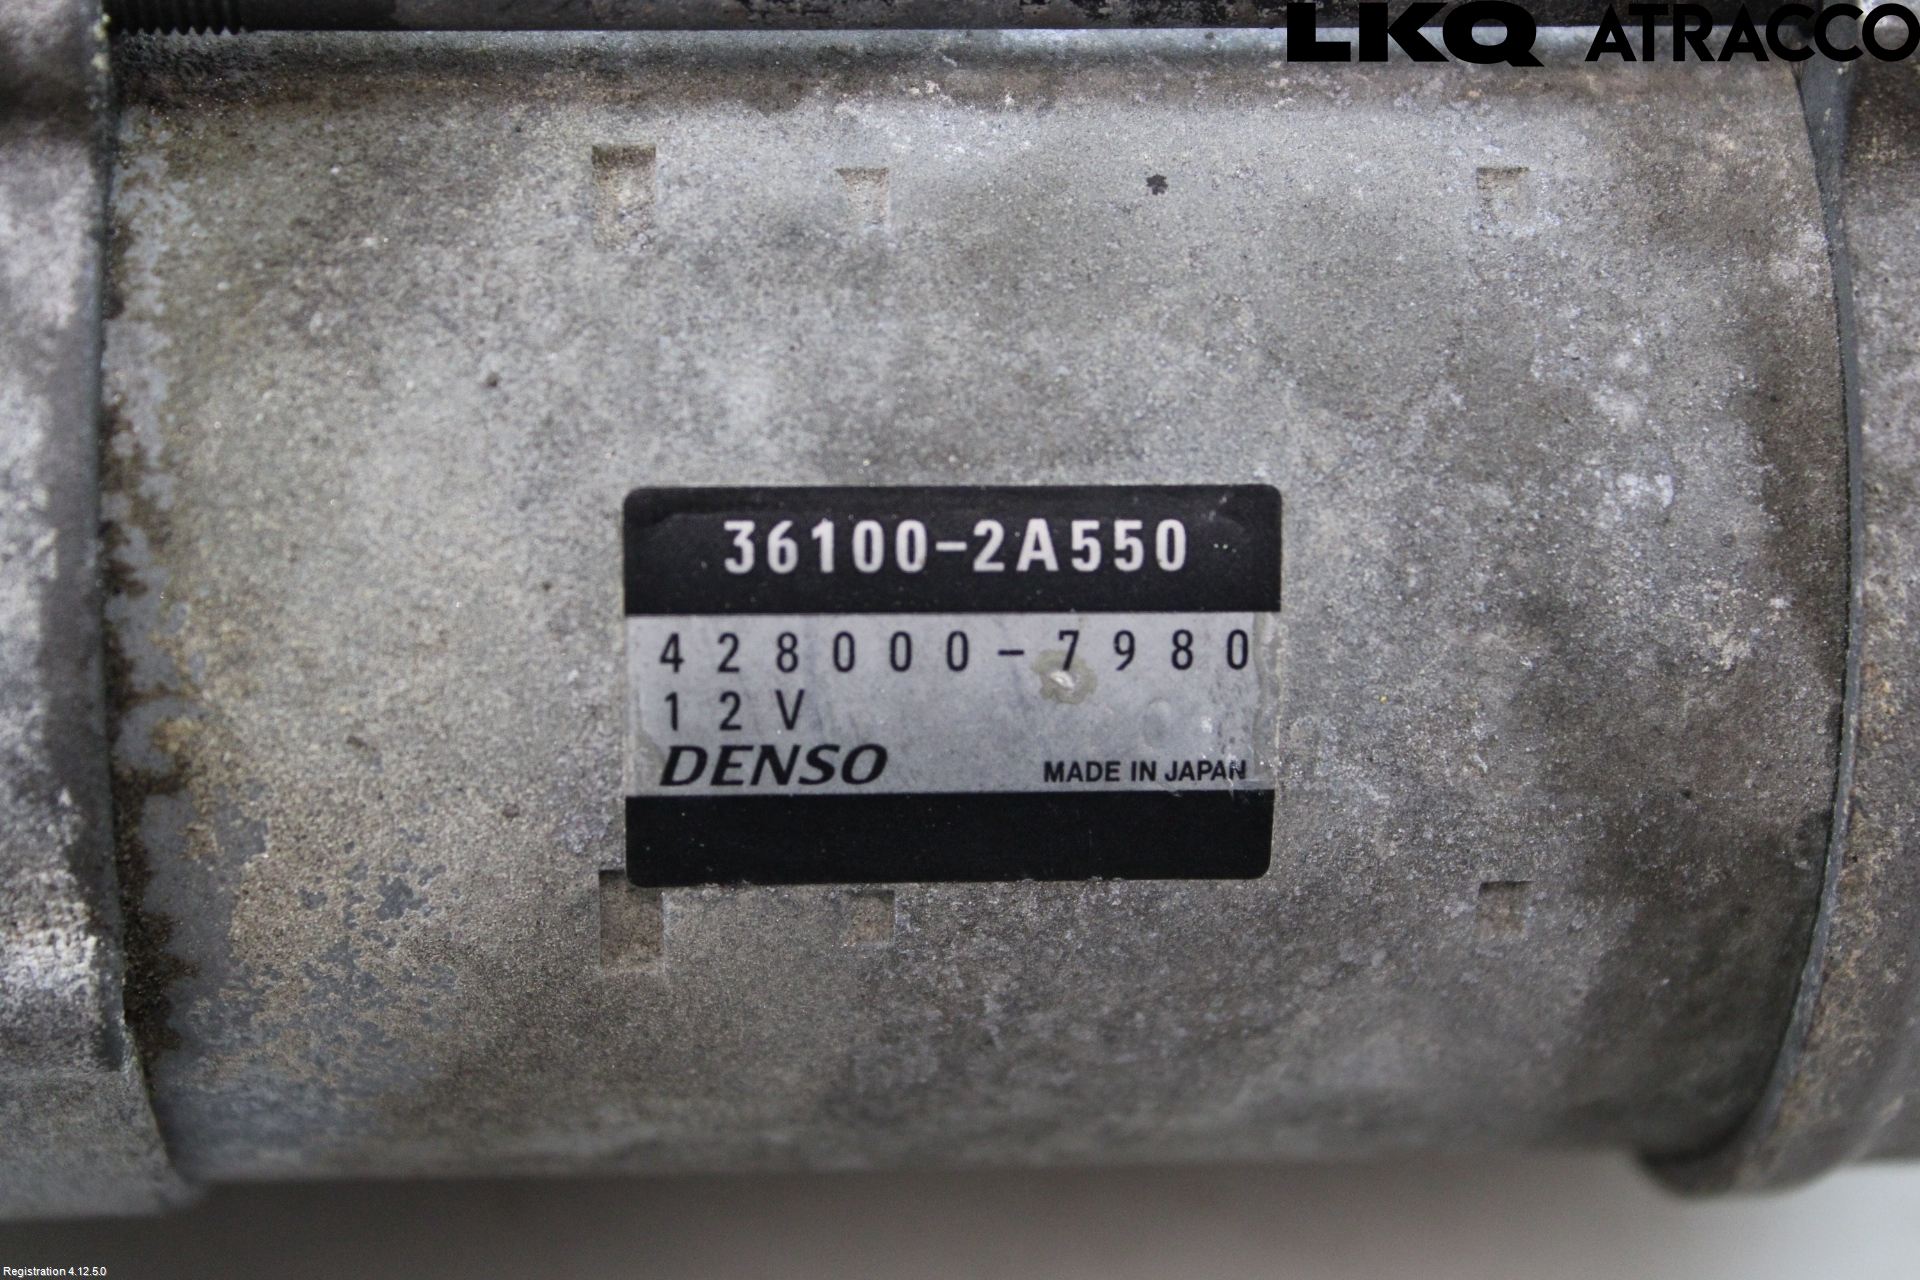 LKQ ATRACCO
36100-2A550
428000-7980
12V
DENSO MADE IN JAPAN
Registration 4.12.5.0